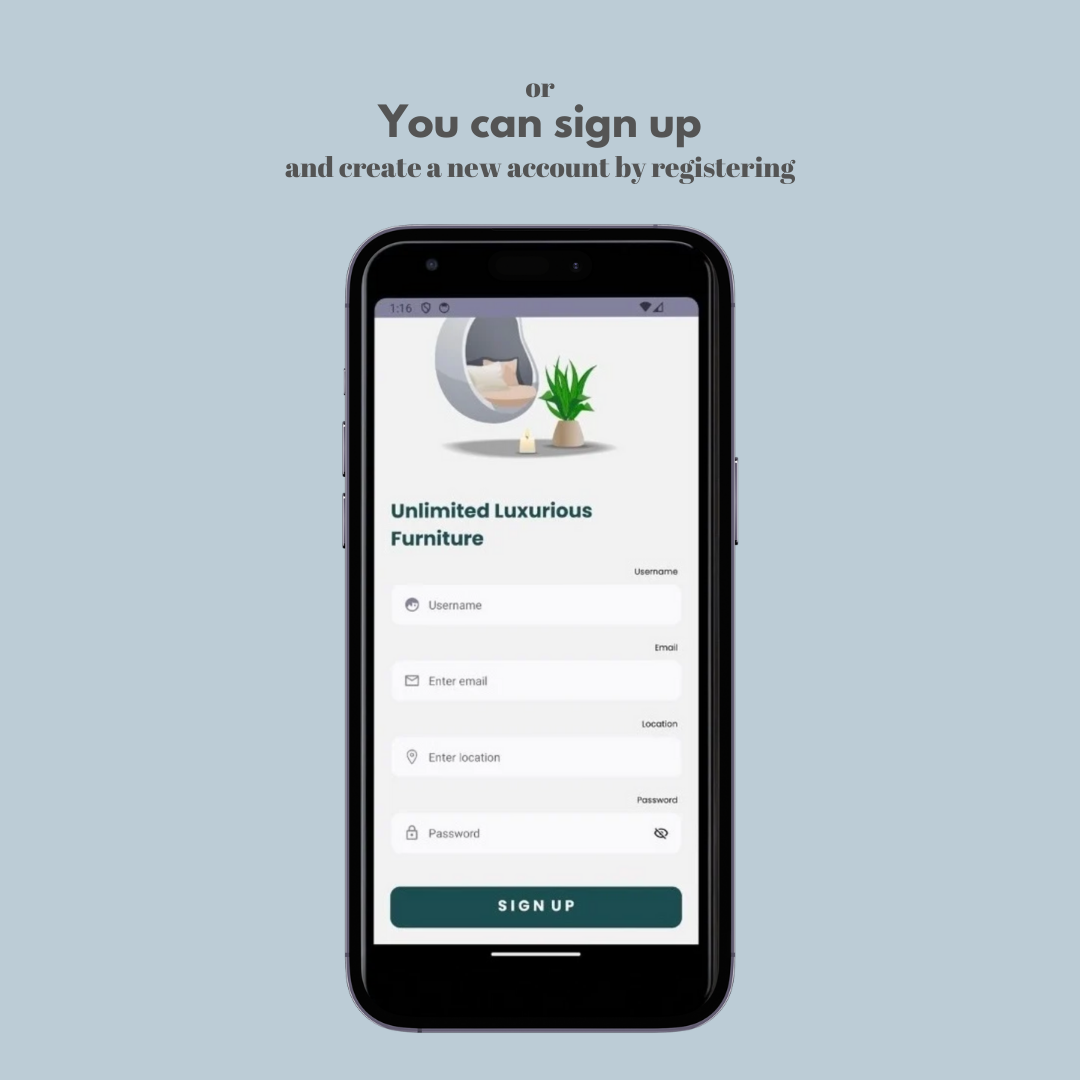 or
You can sign up
and create a new account by registering
1:16
Unlimited Luxurious
Furniture
Username
Username
Email
Enter email
Location
Enter location
Password
Password
SIGN UP